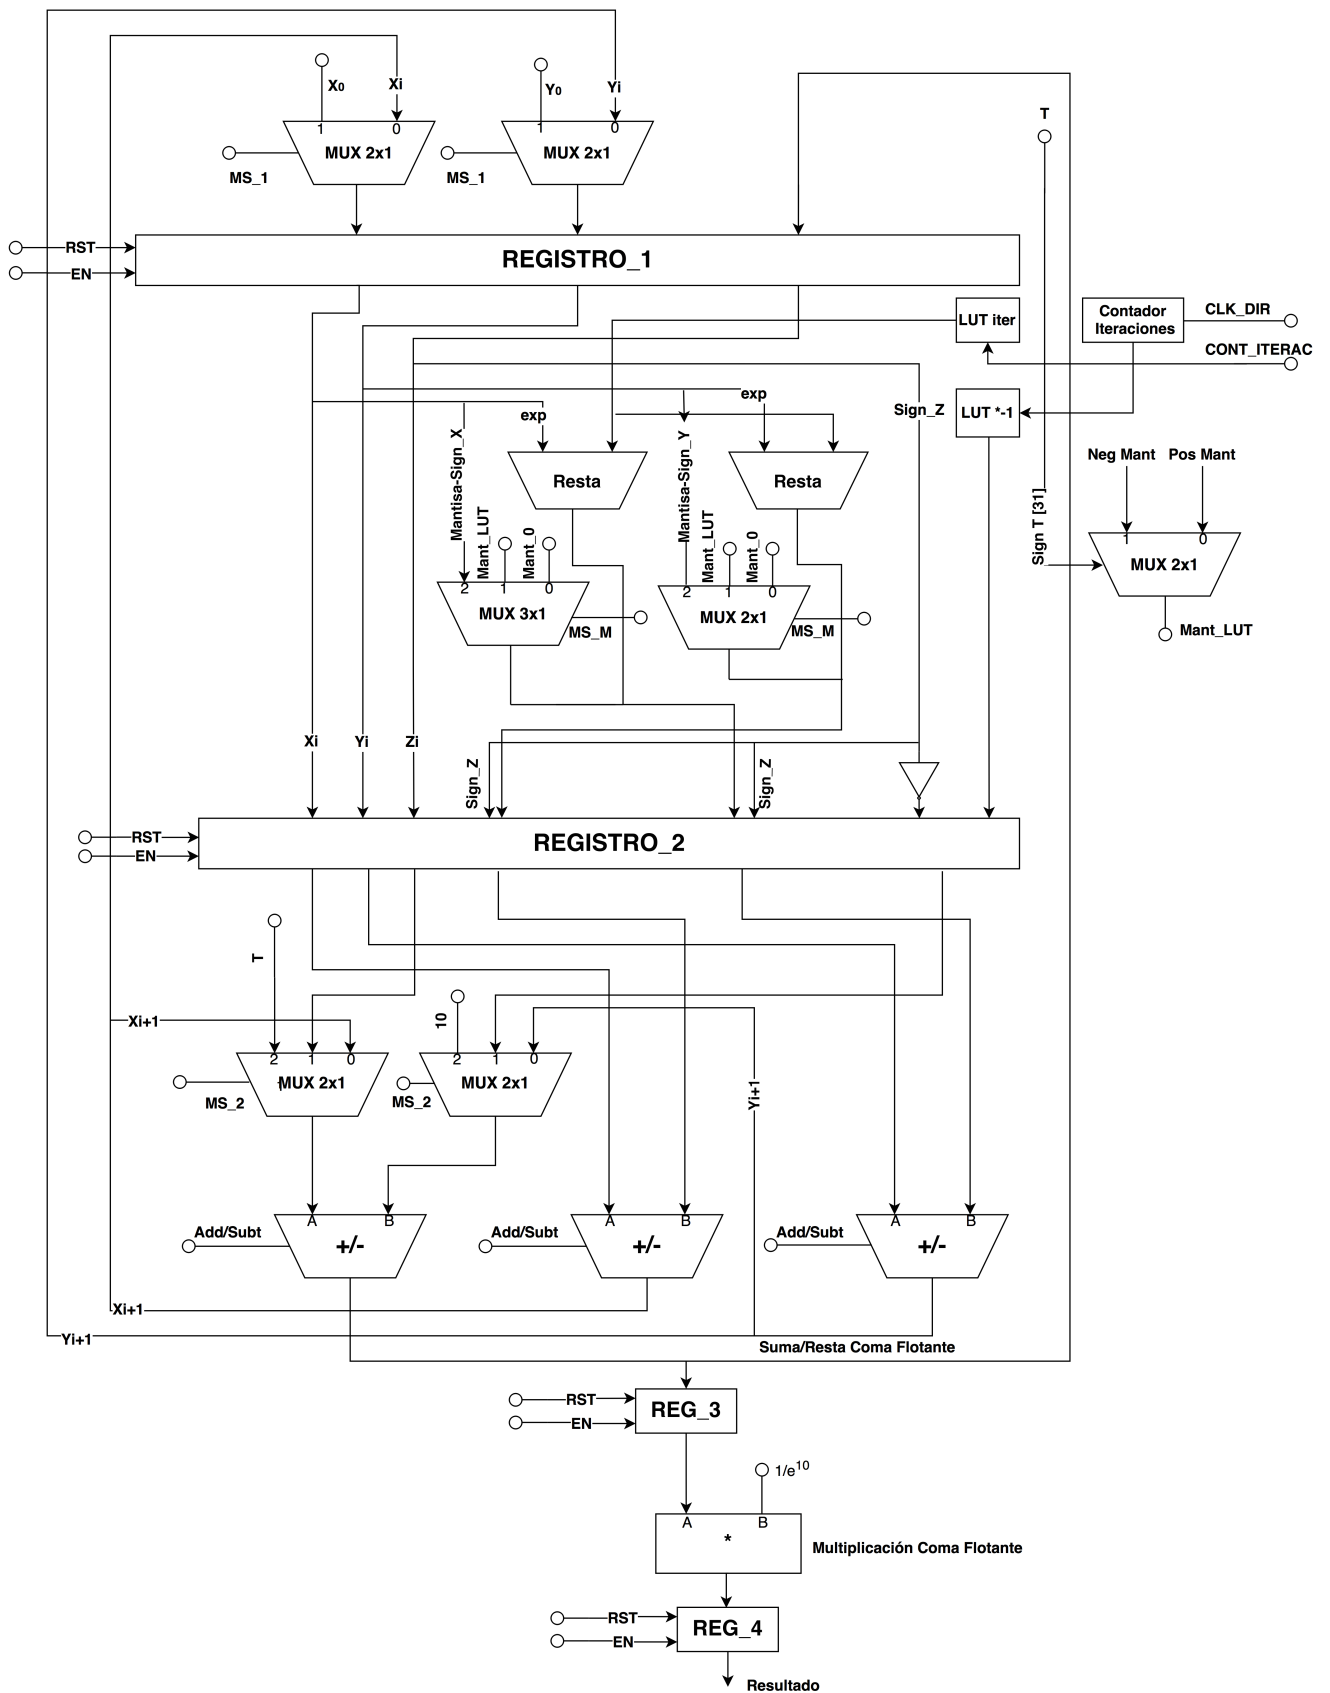 X0
Xi
Y0
Yi
T
1
0
MUX 2x1
MS_1
1
0
MUX 2x1
MS_1
RST
EN
REGISTRO_1
LUT iter
Contador
Iteraciones
CLK_DIR
CONT_ITERAC
LUT *-1
Sign_Z
exp
exp
Mantisa-Sign_X
Mantisa-Sign_Y
Resta
Resta
Neg Mant
Pos Mant
Sign T [31]
1
0
MUX 2x1
Mant_LUT
Mant_LUT
Mant_0
2
1
0
MUX 3x1
MS_M
Mant_LUT
Mant_0
2
1
0
MUX 2x1
MS_M
Xi
Yi
Zi
Sign_Z
Sign_Z
RST
EN
REGISTRO_2
T
10
Xi+1
2
1
0
MUX 2x1
MS_2
2
1
0
MUX 2x1
MS_2
Yi+1
A
B
+/-
Add/Subt
A
B
+/-
Add/Subt
A
B
+/-
Add/Subt
Xi+1
Yi+1
Suma/Resta Coma Flotante
RST
EN
REG_3
1/e10
A
B
*
Multiplicación Coma Flotante
RST
EN
REG_4
Resultado